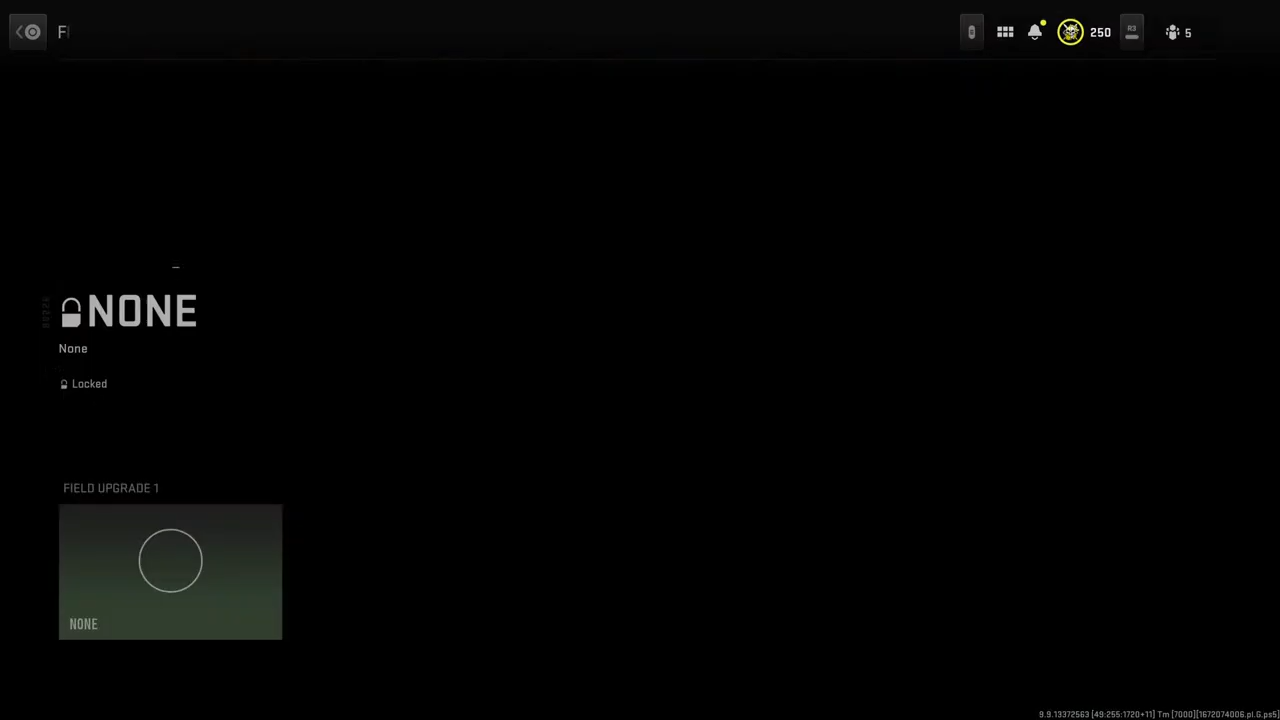 F
R3
250
5
NONE
None
Locked
FIELD UPGRADE 1
NONE
9.9.13372563 [49:255:1720+11] Tm [7000][1672074006.pl.G.ps5]